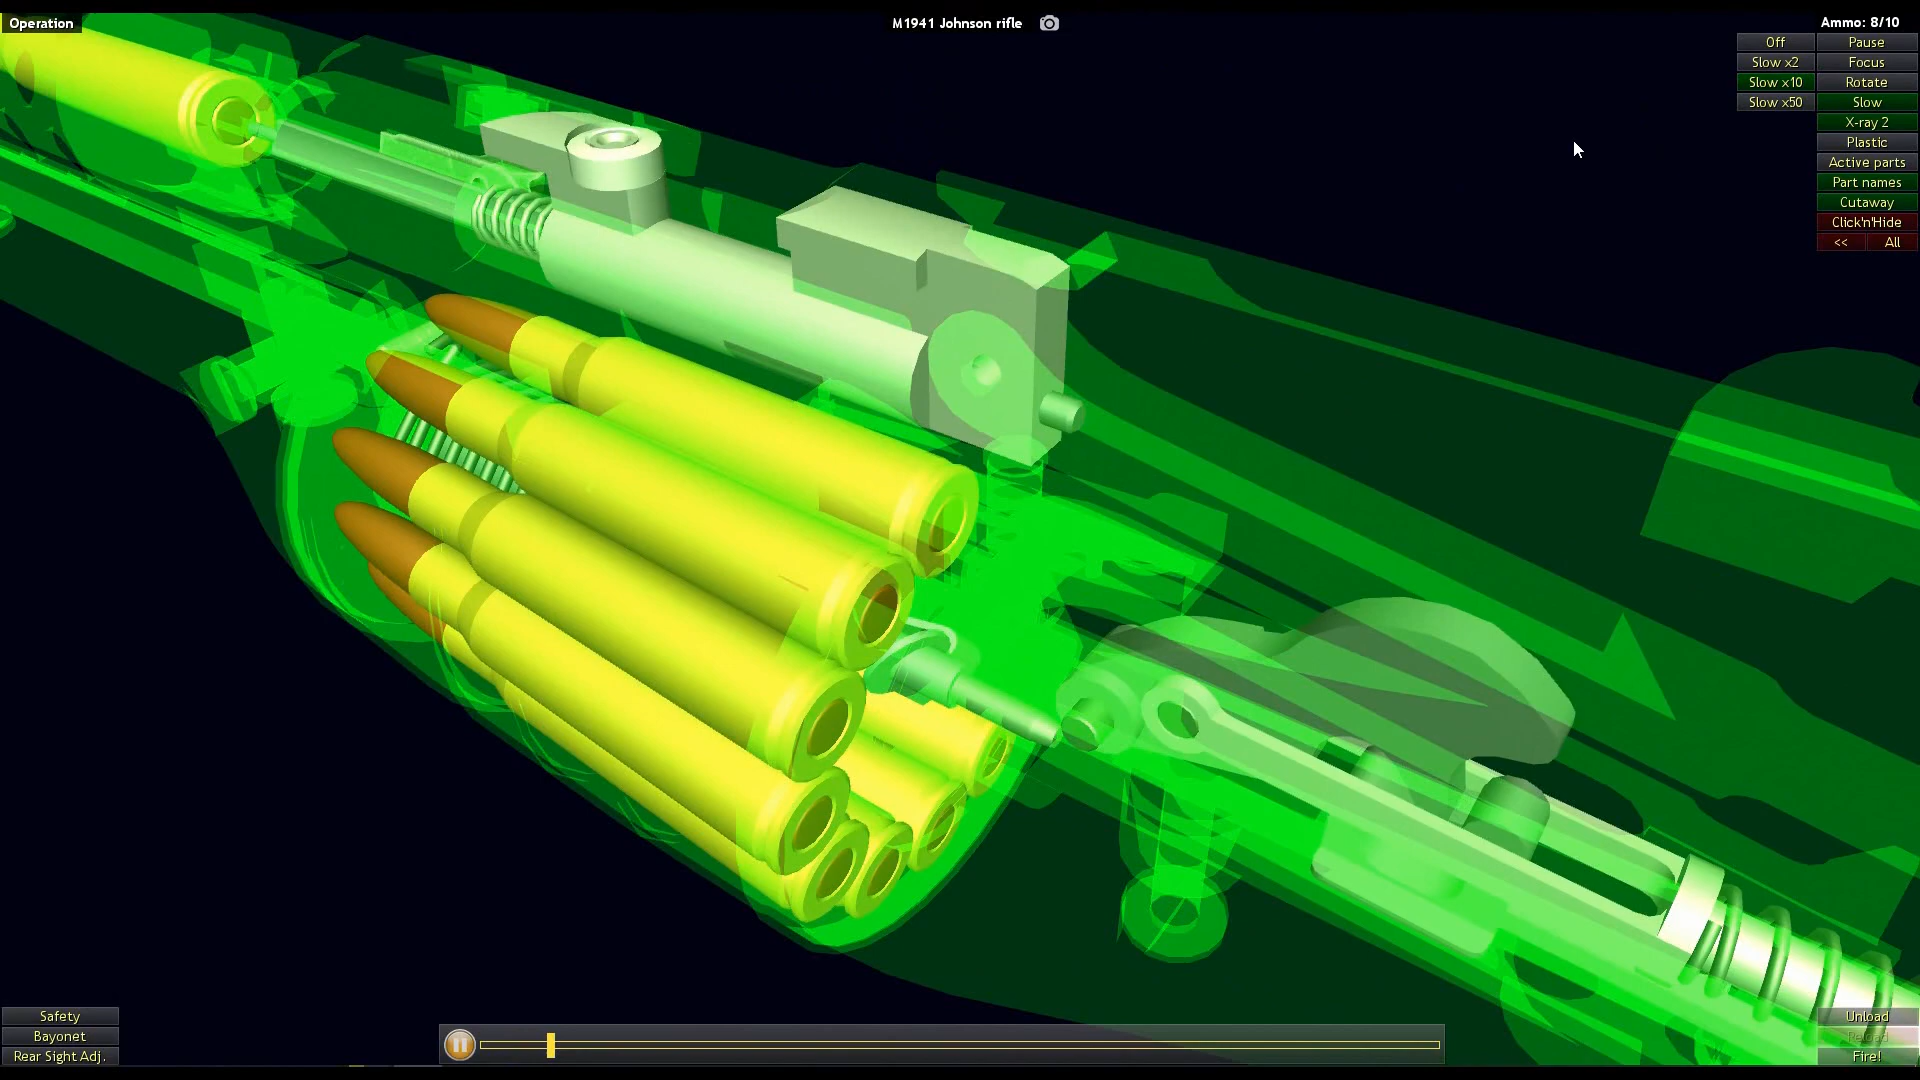 Operation
M1941 Johnson rifle
Ammo: 8/10
Off
Pause
Slow x2
Focus
Slow x10
Rotate
Slow x50
Slow
X-ray 2
Plastic
Active parts
Part names
Cutaway
Click'n'Hide
<<
All
Safety
Bayonet
Rear Sight Adj.
Unload
Reload
Fire!